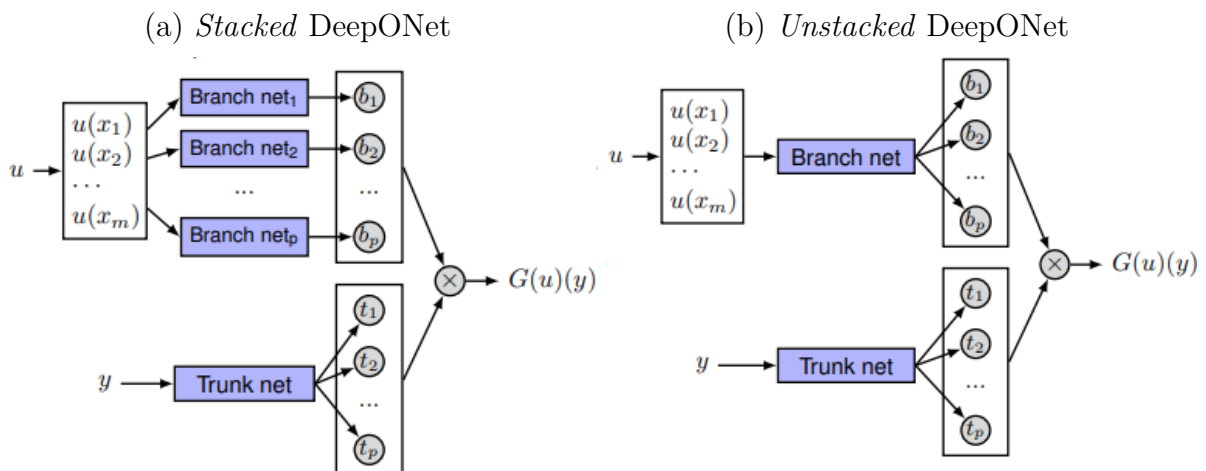 (a) Stacked DeepONet
u
u(x₁)
u(x₂)
...
u(xₘ)
Branch net₁
Branch net₂
...
Branch netₚ
b₁
b₂
...
bₚ
y
Trunk net
t₁
t₂
...
tₚ
×
G(u)(y)
(b) Unstacked DeepONet
u
u(x₁)
u(x₂)
...
u(xₘ)
Branch net
b₁
b₂
...
bₚ
y
Trunk net
t₁
t₂
...
tₚ
×
G(u)(y)